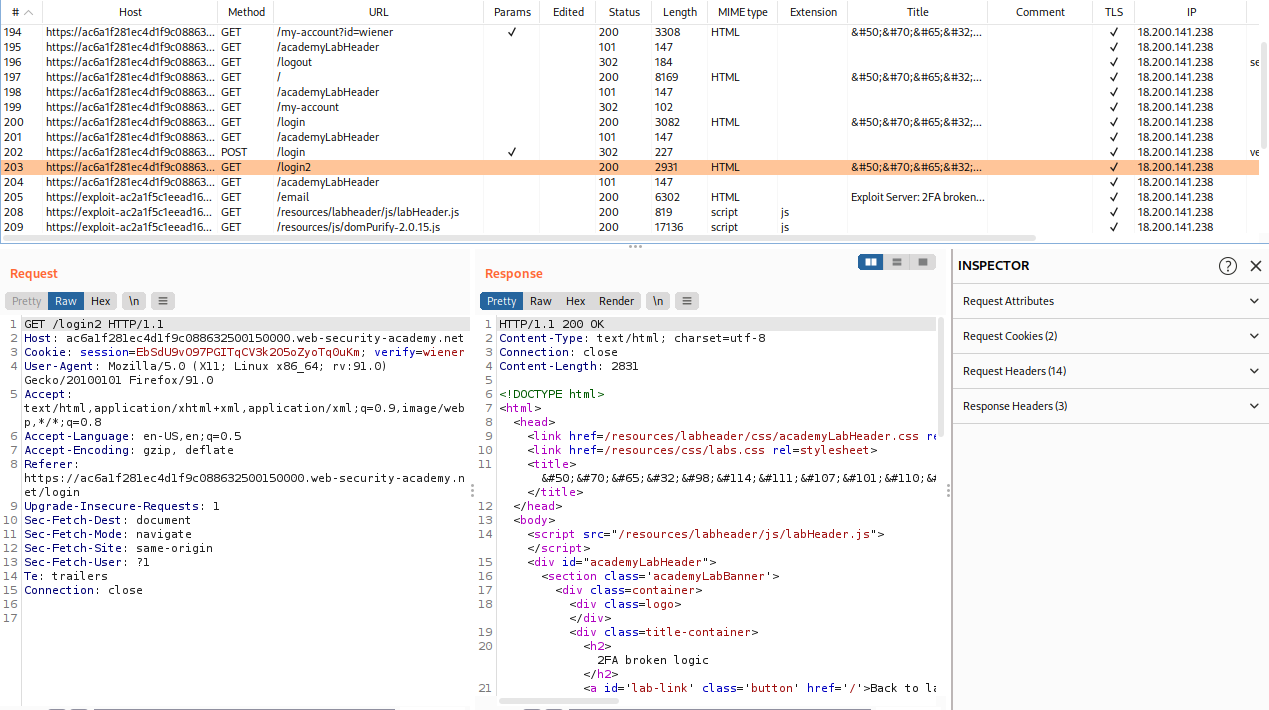 # Host Method URL Params Edited Status Length MIME type Extension Title Comment TLS IP
194 https://ac6a1f281ec4d1f9c08863... GET /my-account?id=wiener ✓ 200 3308 HTML &#50;&#70;&#65;&#32;... ✓ 18.200.141.238
195 https://ac6a1f281ec4d1f9c08863... GET /academyLabHeader 101 147 ✓ 18.200.141.238
196 https://ac6a1f281ec4d1f9c08863... GET /logout 302 184 ✓ 18.200.141.238 se
197 https://ac6a1f281ec4d1f9c08863... GET / 200 8169 HTML &#50;&#70;&#65;&#32;... ✓ 18.200.141.238
198 https://ac6a1f281ec4d1f9c08863... GET /academyLabHeader 101 147 ✓ 18.200.141.238
199 https://ac6a1f281ec4d1f9c08863... GET /my-account 302 102 ✓ 18.200.141.238
200 https://ac6a1f281ec4d1f9c08863... GET /login 200 3082 HTML &#50;&#70;&#65;&#32;... ✓ 18.200.141.238
201 https://ac6a1f281ec4d1f9c08863... GET /academyLabHeader 101 147 ✓ 18.200.141.238
202 https://ac6a1f281ec4d1f9c08863... POST /login ✓ 302 227 ✓ 18.200.141.238 ve
203 https://ac6a1f281ec4d1f9c08863... GET /login2 200 2931 HTML &#50;&#70;&#65;&#32;... ✓ 18.200.141.238
204 https://ac6a1f281ec4d1f9c08863... GET /academyLabHeader 101 147 ✓ 18.200.141.238
205 https://exploit-ac2a1f5c1eead16... GET /email 200 6302 HTML Exploit Server: 2FA broken... ✓ 18.200.141.238
208 https://exploit-ac2a1f5c1eead16... GET /resources/labheader/js/labHeader.js 200 819 script js ✓ 18.200.141.238
209 https://exploit-ac2a1f5c1eead16... GET /resources/js/domPurify-2.0.15.js 200 17136 script js ✓ 18.200.141.238
Request
Pretty Raw Hex \n
1 GET /login2 HTTP/1.1
2 Host: ac6a1f281ec4d1f9c088632500150000.web-security-academy.net
3 Cookie: session=EbSdU9vO97PGITqCV3k2O5oZyoTqOuKm; verify=wiener
4 User-Agent: Mozilla/5.0 (X11; Linux x86_64; rv:91.0)
Gecko/20100101 Firefox/91.0
5 Accept:
text/html,application/xhtml+xml,application/xml;q=0.9,image/web
p,*/*;q=0.8
6 Accept-Language: en-US,en;q=0.5
7 Accept-Encoding: gzip, deflate
8 Referer:
https://ac6a1f281ec4d1f9c088632500150000.web-security-academy.n
et/login
9 Upgrade-Insecure-Requests: 1
10 Sec-Fetch-Dest: document
11 Sec-Fetch-Mode: navigate
12 Sec-Fetch-Site: same-origin
13 Sec-Fetch-User: ?1
14 Te: trailers
15 Connection: close
16
17
Response
Pretty Raw Hex Render \n
1 HTTP/1.1 200 OK
2 Content-Type: text/html; charset=utf-8
3 Connection: close
4 Content-Length: 2831
5
6 <!DOCTYPE html>
7 <html>
8 <head>
9 <link href=/resources/labheader/css/academyLabHeader.css re
10 <link href=/resources/css/labs.css rel=stylesheet>
11 <title>
&#50;&#70;&#65;&#32;&#98;&#114;&#111;&#107;&#101;&#110;&#
</title>
12 </head>
13 <body>
14 <script src="/resources/labheader/js/labHeader.js">
</script>
15 <div id="academyLabHeader">
16 <section class='academyLabBanner'>
17 <div class=container>
18 <div class=logo>
</div>
19 <div class=title-container>
20 <h2>
2FA broken logic
</h2>
21 <a id='lab-link' class='button' href='/'>Back to la
INSPECTOR
Request Attributes
Request Cookies (2)
Request Headers (14)
Response Headers (3)